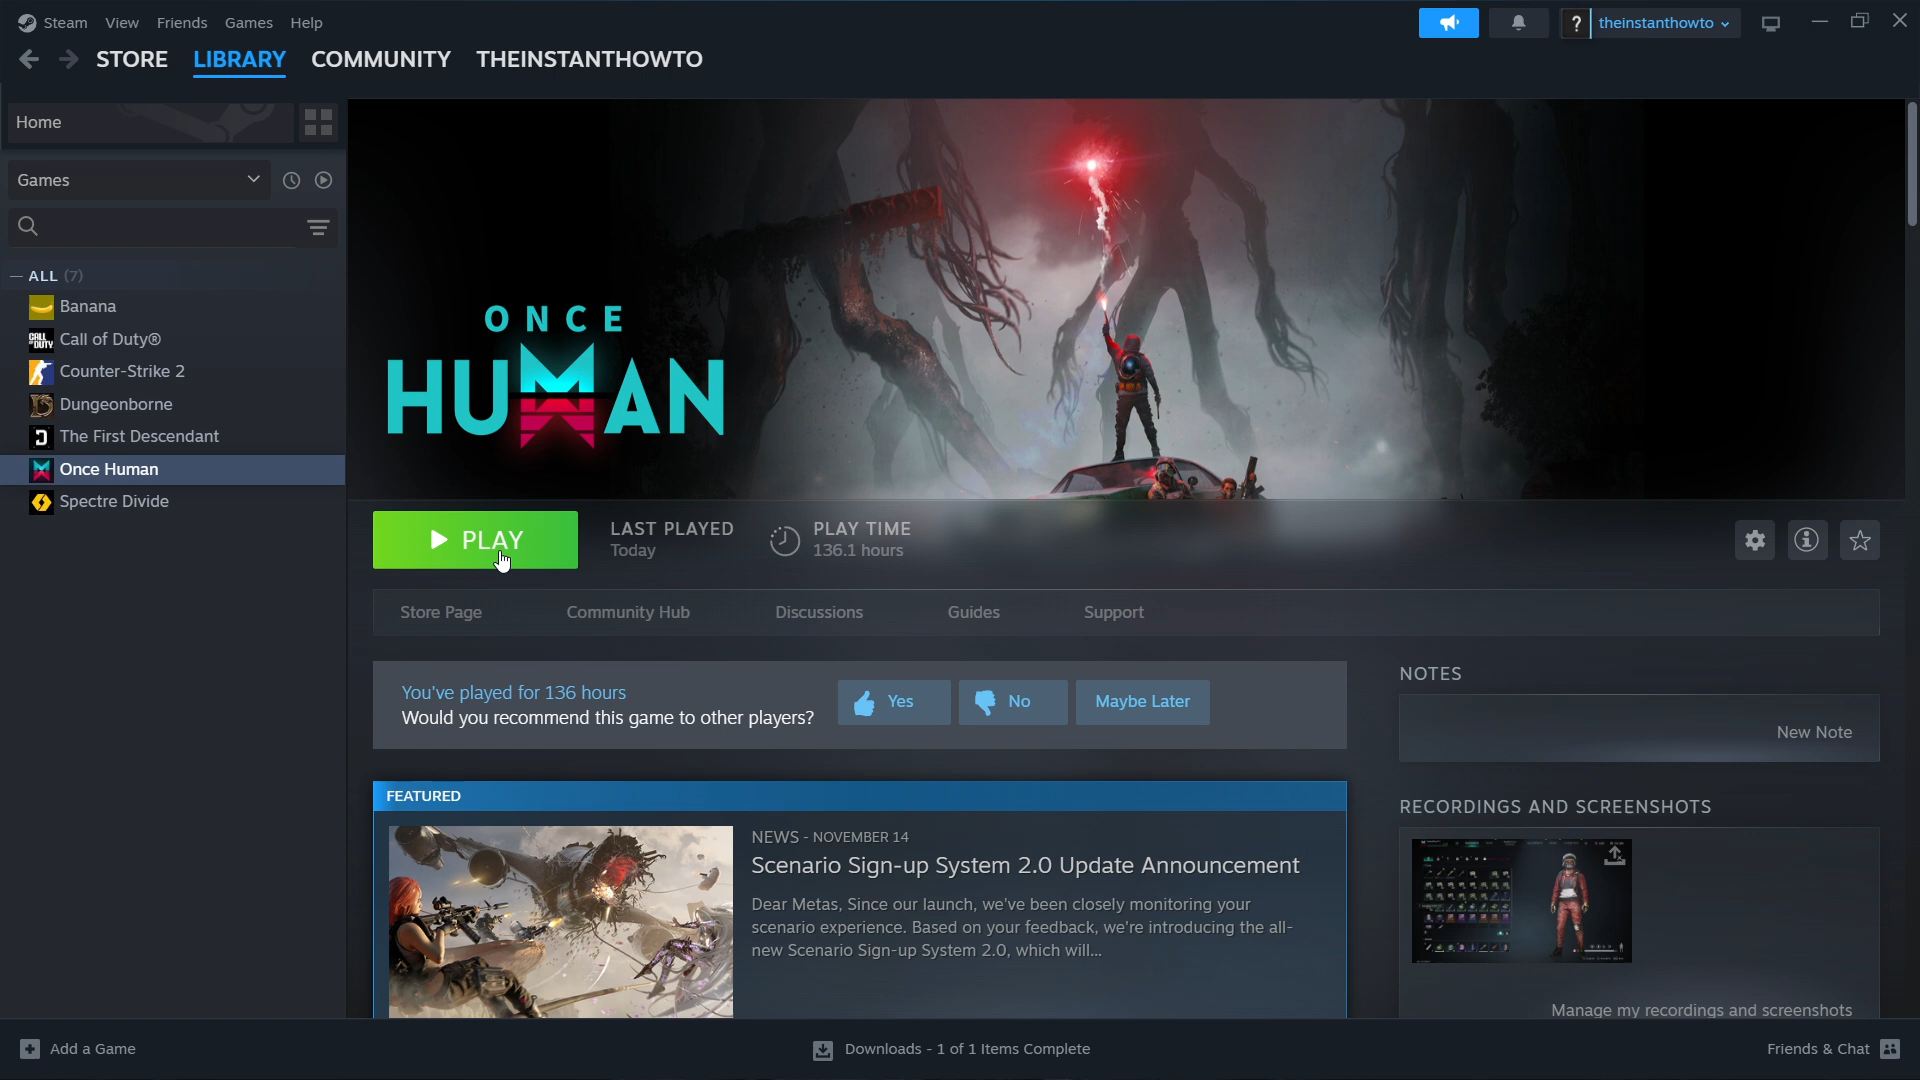 Steam View Friends Games Help
? theinstanthowto
STORE LIBRARY COMMUNITY THEINSTANTHOWTO
Home
Games
— ALL (7)
Banana
Call of Duty®
Counter-Strike 2
Dungeonborne
The First Descendant
Once Human
Spectre Divide
ONCE
HUMAN
PLAY
LAST PLAYED
Today
PLAY TIME
136.1 hours
Store Page Community Hub Discussions Guides Support
You've played for 136 hours
Would you recommend this game to other players?
Yes No Maybe Later
NOTES
New Note
FEATURED
NEWS - NOVEMBER 14
Scenario Sign-up System 2.0 Update Announcement
Dear Metas, Since our launch, we've been closely monitoring your
scenario experience. Based on your feedback, we're introducing the all-
new Scenario Sign-up System 2.0, which will...
RECORDINGS AND SCREENSHOTS
Manage my recordings and screenshots
Add a Game
Downloads - 1 of 1 Items Complete
Friends & Chat